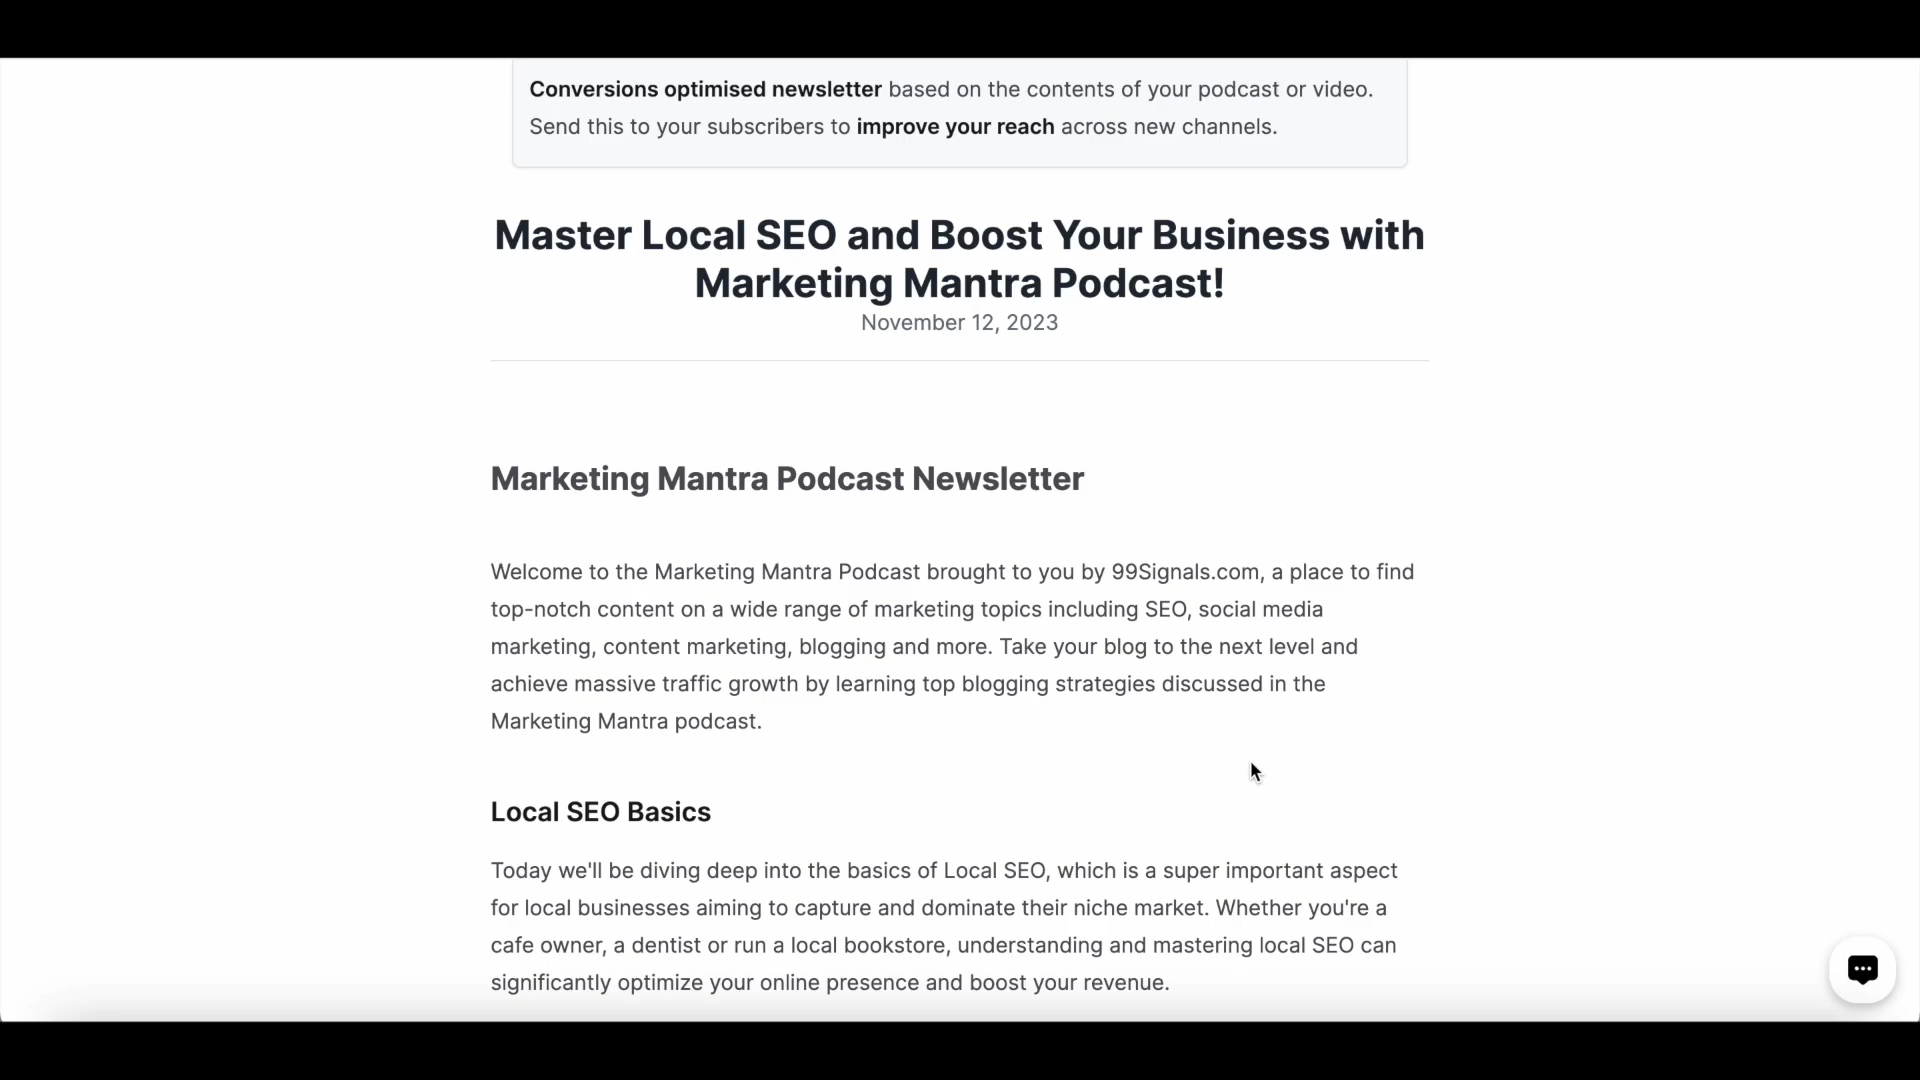 Conversions optimised newsletter based on the contents of your podcast or video.
Send this to your subscribers to improve your reach across new channels.
Master Local SEO and Boost Your Business with
Marketing Mantra Podcast!
November 12, 2023
Marketing Mantra Podcast Newsletter
Welcome to the Marketing Mantra Podcast brought to you by 99Signals.com, a place to find
top-notch content on a wide range of marketing topics including SEO, social media
marketing, content marketing, blogging and more. Take your blog to the next level and
achieve massive traffic growth by learning top blogging strategies discussed in the
Marketing Mantra podcast.
Local SEO Basics
Today we'll be diving deep into the basics of Local SEO, which is a super important aspect
for local businesses aiming to capture and dominate their niche market. Whether you're a
cafe owner, a dentist or run a local bookstore, understanding and mastering local SEO can
significantly optimize your online presence and boost your revenue.